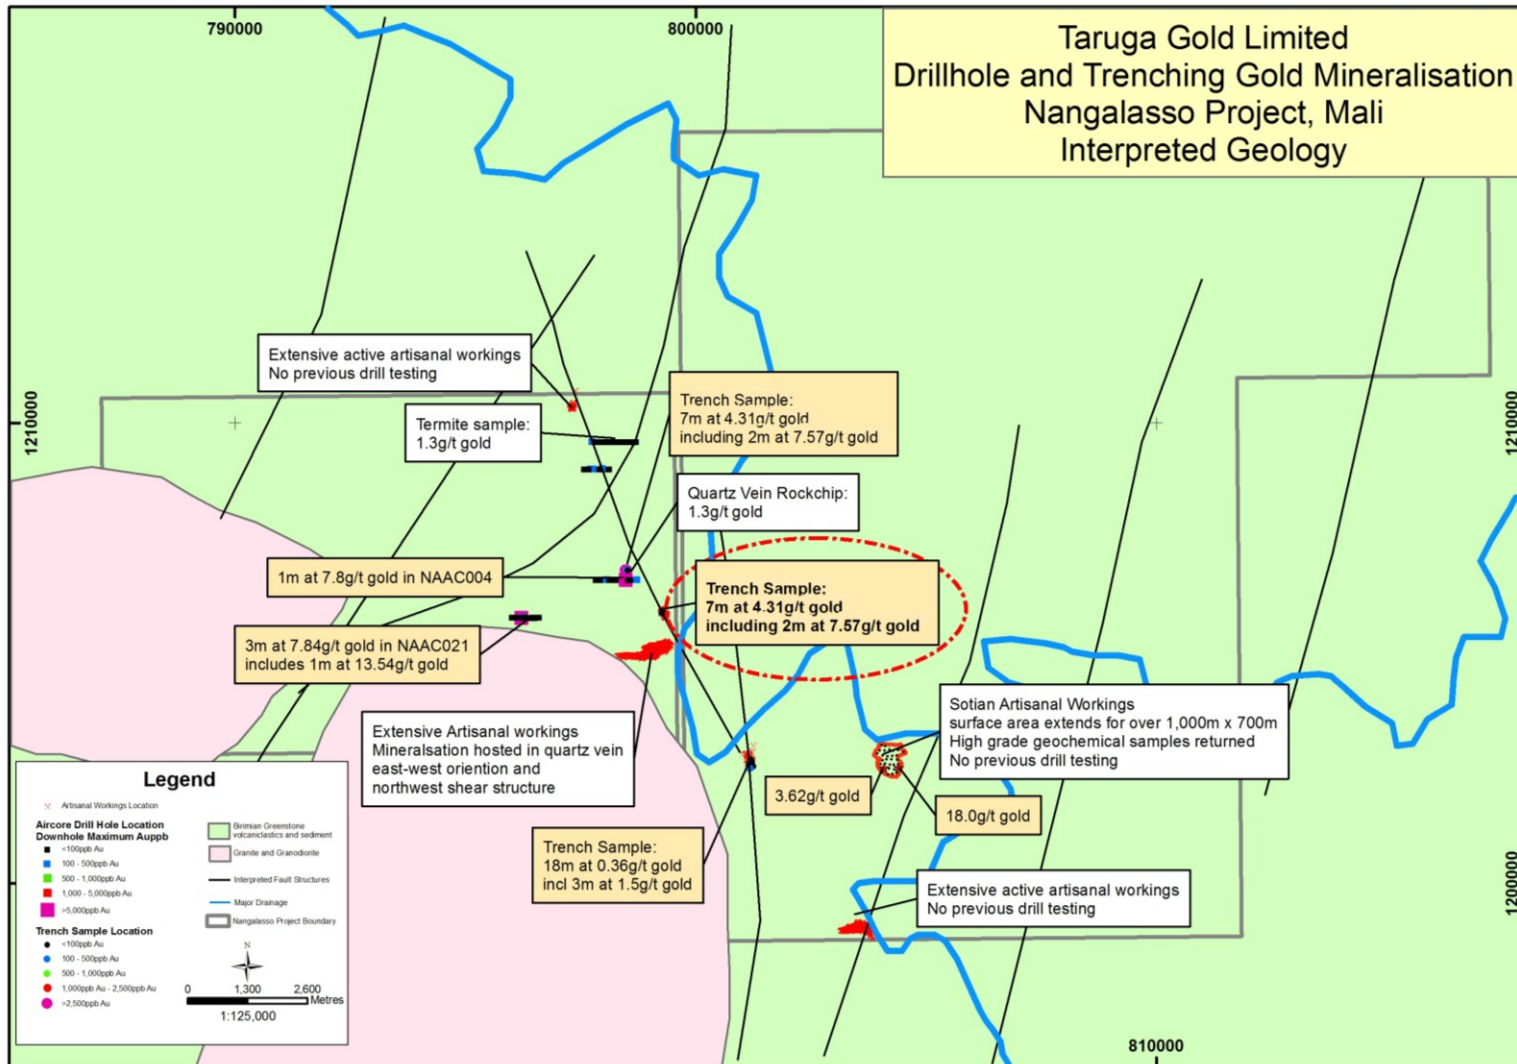 790000
800000
Taruga Gold Limited
Drillhole and Trenching Gold Mineralisation
Nangalasso Project, Mali
Interpreted Geology
1210000
1210000
Extensive active artisanal workings
No previous drill testing
Termite sample:
1.3g/t gold
Trench Sample:
7m at 4.31g/t gold
including 2m at 7.57g/t gold
Quartz Vein Rockchip:
1.3g/t gold
1m at 7.8g/t gold in NAAC004
Trench Sample:
7m at 4.31g/t gold
including 2m at 7.57g/t gold
3m at 7.84g/t gold in NAAC021
includes 1m at 13.54g/t gold
Extensive Artisanal workings
Mineralsation hosted in quartz vein
east-west oriention and
northwest shear structure
Sotian Artisanal Workings
surface area extends for over 1,000m x 700m
High grade geochemical samples returned
No previous drill testing
3.62g/t gold
18.0g/t gold
Trench Sample:
18m at 0.36g/t gold
incl 3m at 1.5g/t gold
Extensive active artisanal workings
No previous drill testing
1200000
810000
Legend
Artisanal Workings Location
Aircore Drill Hole Location
Downhole Maximum Auppb
<100ppb Au
100 - 500ppb Au
500 - 1,000ppb Au
1,000 - 5,000ppb Au
>5,000ppb Au
Trench Sample Location
<100ppb Au
100 - 500ppb Au
500 - 1,000ppb Au
1,000ppb Au - 2,500ppb Au
>2,500ppb Au
Birimian Greenstone
volcaniclastics and sediment
Granite and Granodiorite
Interpreted Fault Structures
Major Drainage
Nangalasso Project Boundary
N
0 1,300 2,600
Metres
1:125,000